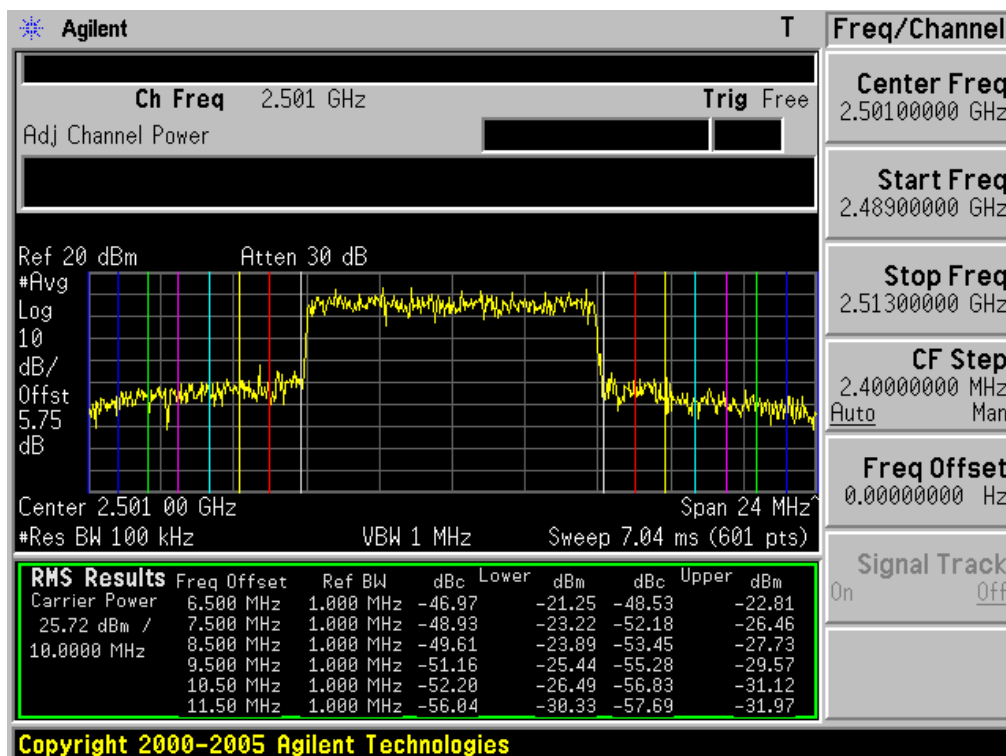 Agilent T
Ch Freq 2.501 GHz Trig Free
Adj Channel Power
Ref 20 dBm Atten 30 dB
#Avg
Log
10
dB/
Offst
5.75
dB
Center 2.501 00 GHz Span 24 MHz^
#Res BW 100 kHz VBW 1 MHz Sweep 7.04 ms (601 pts)
RMS Results Freq Offset Ref BW dBc Lower dBm dBc Upper dBm
Carrier Power 6.500 MHz 1.000 MHz -46.97 -21.25 -48.53 -22.81
25.72 dBm / 7.500 MHz 1.000 MHz -48.93 -23.22 -52.18 -26.46
10.0000 MHz 8.500 MHz 1.000 MHz -49.61 -23.89 -53.45 -27.73
9.500 MHz 1.000 MHz -51.16 -25.44 -55.28 -29.57
10.50 MHz 1.000 MHz -52.20 -26.49 -56.83 -31.12
11.50 MHz 1.000 MHz -56.04 -30.33 -57.69 -31.97
Copyright 2000-2005 Agilent Technologies
Freq/Channel
Center Freq
2.50100000 GHz
Start Freq
2.48900000 GHz
Stop Freq
2.51300000 GHz
CF Step
2.40000000 MHz
Auto Man
Freq Offset
0.00000000 Hz
Signal Track
On Off